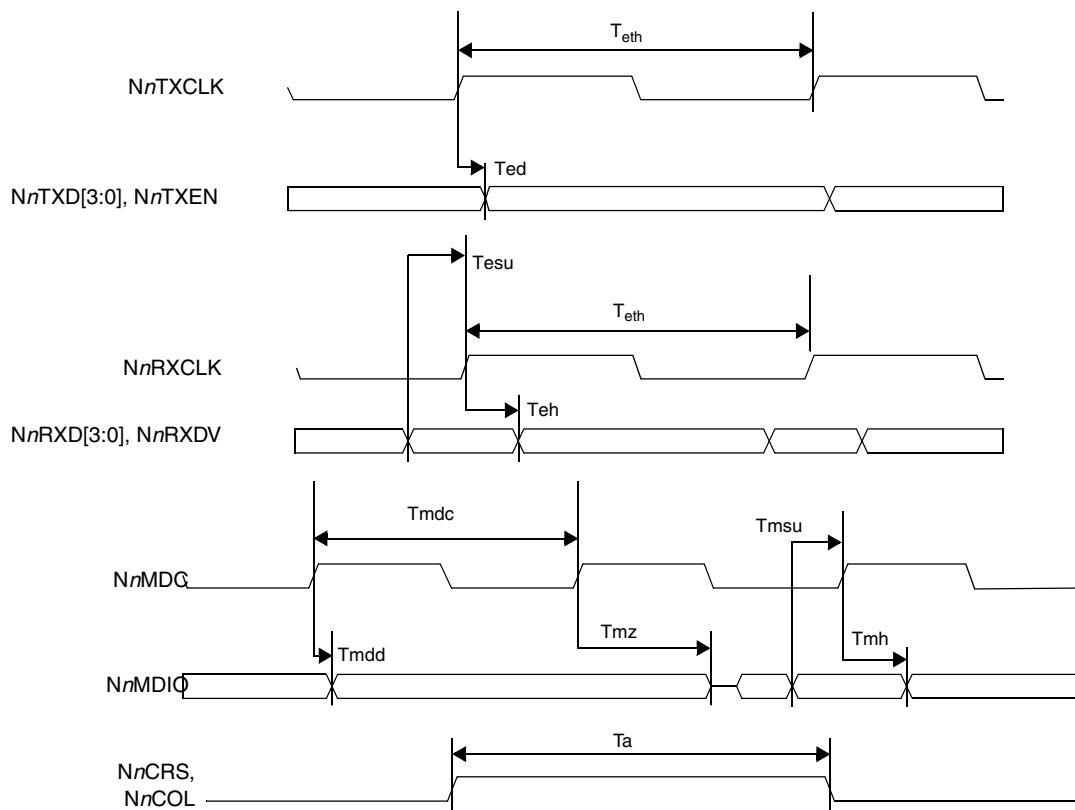 T_eth
NnTXCLK
Ted
NnTXD[3:0], NnTXEN
Tesu
T_eth
NnRXCLK
Teh
NnRXD[3:0], NnRXDV
Tmdc
Tmsu
NnMDC
Tmz
Tmh
Tmdd
NnMDIO
Ta
NnCRS,
NnCOL